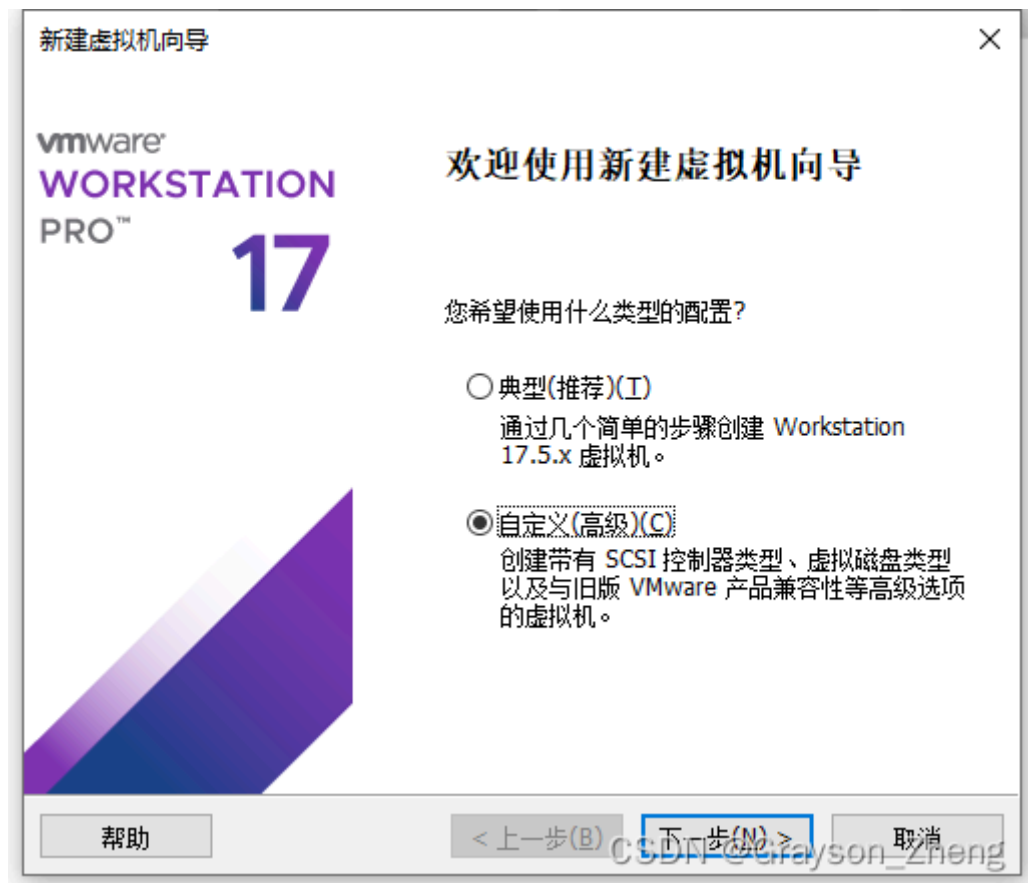 新建虚拟机向导
vmware
WORKSTATION
PRO™
17
欢迎使用新建虚拟机向导
您希望使用什么类型的配置?
典型(推荐)(T)
通过几个简单的步骤创建 Workstation
17.5.x 虚拟机。
自定义(高级)(C)
创建带有 SCSI 控制器类型、虚拟磁盘类型
以及与旧版 VMware 产品兼容性等高级选项
的虚拟机。
帮助
< 上一步(B)
下一步(N) >
取消
CSDN @Grayson_Zheng